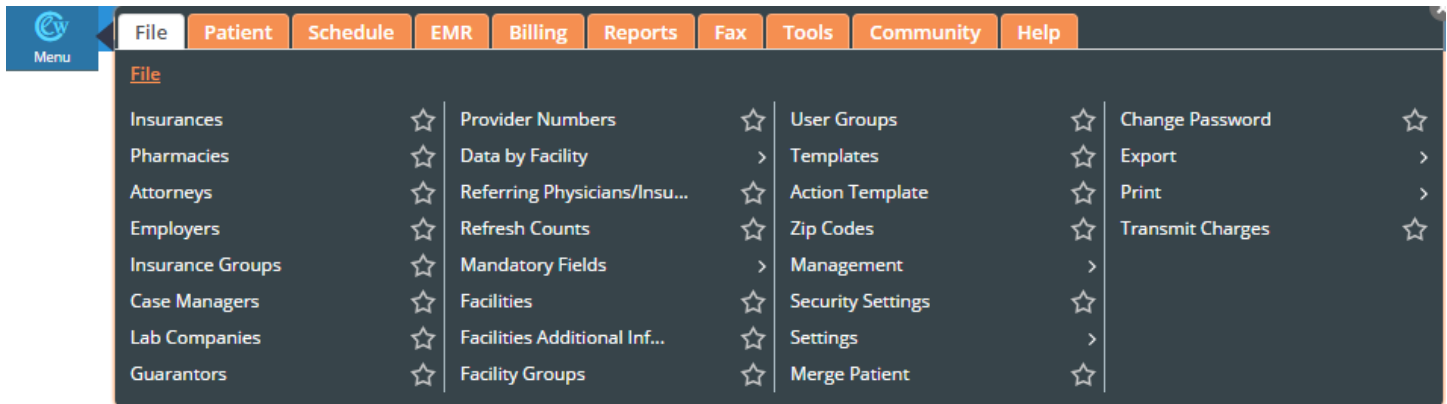 eW
Menu
File Patient Schedule EMR Billing Reports Fax Tools Community Help
File
Insurances Provider Numbers User Groups Change Password
Pharmacies Data by Facility Templates Export
Attorneys Referring Physicians/Insu... Action Template Print
Employers Refresh Counts Zip Codes Transmit Charges
Insurance Groups Mandatory Fields Management
Case Managers Facilities Security Settings
Lab Companies Facilities Additional Inf... Settings
Guarantors Facility Groups Merge Patient